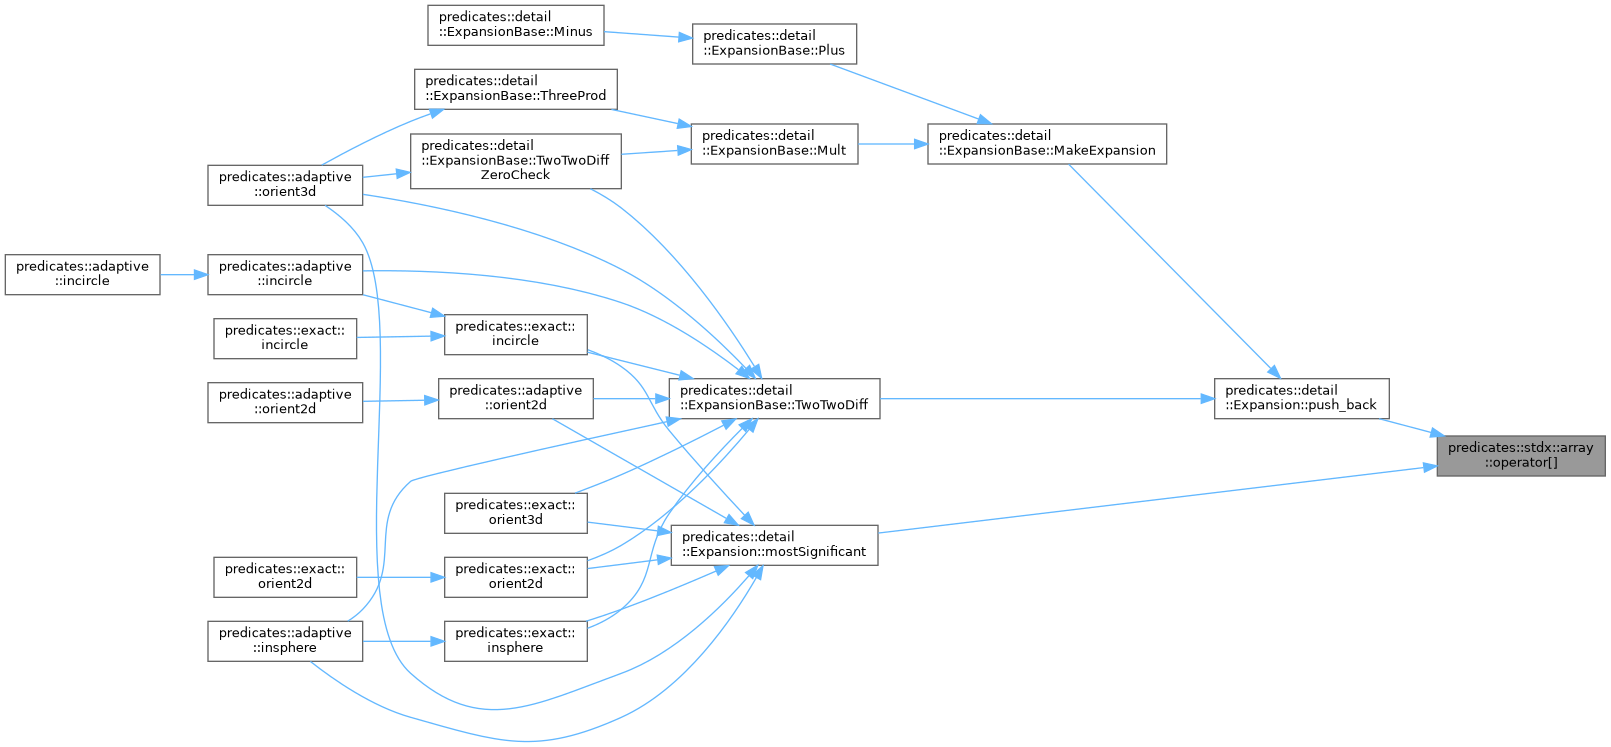 predicates::detail
::ExpansionBase::Minus
predicates::detail
::ExpansionBase::Plus
predicates::detail
::ExpansionBase::ThreeProd
predicates::detail
::ExpansionBase::TwoTwoDiff
ZeroCheck
predicates::detail
::ExpansionBase::Mult
predicates::detail
::ExpansionBase::MakeExpansion
predicates::adaptive
::orient3d
predicates::adaptive
::incircle
predicates::adaptive
::incircle
predicates::exact::
incircle
predicates::exact::
incircle
predicates::adaptive
::orient2d
predicates::adaptive
::orient2d
predicates::detail
::ExpansionBase::TwoTwoDiff
predicates::detail
::Expansion::push_back
predicates::stdx::array
::operator[]
predicates::exact::
orient3d
predicates::detail
::Expansion::mostSignificant
predicates::exact::
orient2d
predicates::exact::
orient2d
predicates::adaptive
::insphere
predicates::exact::
insphere